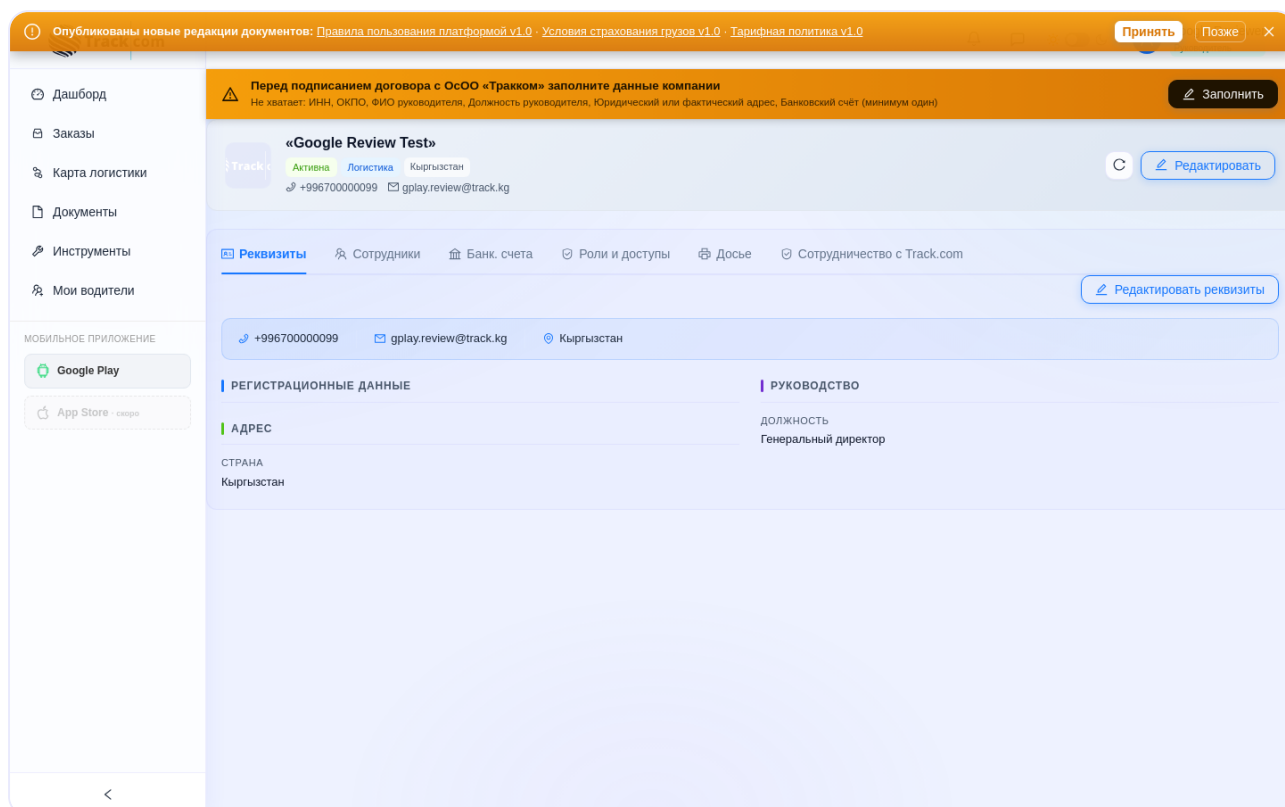 Опубликованы новые редакции документов: Правила пользования платформой v1.0 · Условия страхования грузов v1.0 · Тарифная политика v1.0
Принять
Позже
Track.com
Перед подписанием договора с ОсОО «Тракком» заполните данные компании
Не хватает: ИНН, ОКПО, ФИО руководителя, Должность руководителя, Юридический или фактический адрес, Банковский счёт (минимум один)
Заполнить
Дашборд
Заказы
Карта логистики
Документы
Инструменты
Мои водители
МОБИЛЬНОЕ ПРИЛОЖЕНИЕ
Google Play
App Store · скоро
Track
«Google Review Test»
Активна Логистика Кыргызстан
+996700000099 gplay.review@track.kg
Редактировать
Реквизиты Сотрудники Банк. счета Роли и доступы Досье Сотрудничество с Track.com
Редактировать реквизиты
+996700000099 gplay.review@track.kg Кыргызстан
РЕГИСТРАЦИОННЫЕ ДАННЫЕ
АДРЕС
СТРАНА
Кыргызстан
РУКОВОДСТВО
ДОЛЖНОСТЬ
Генеральный директор